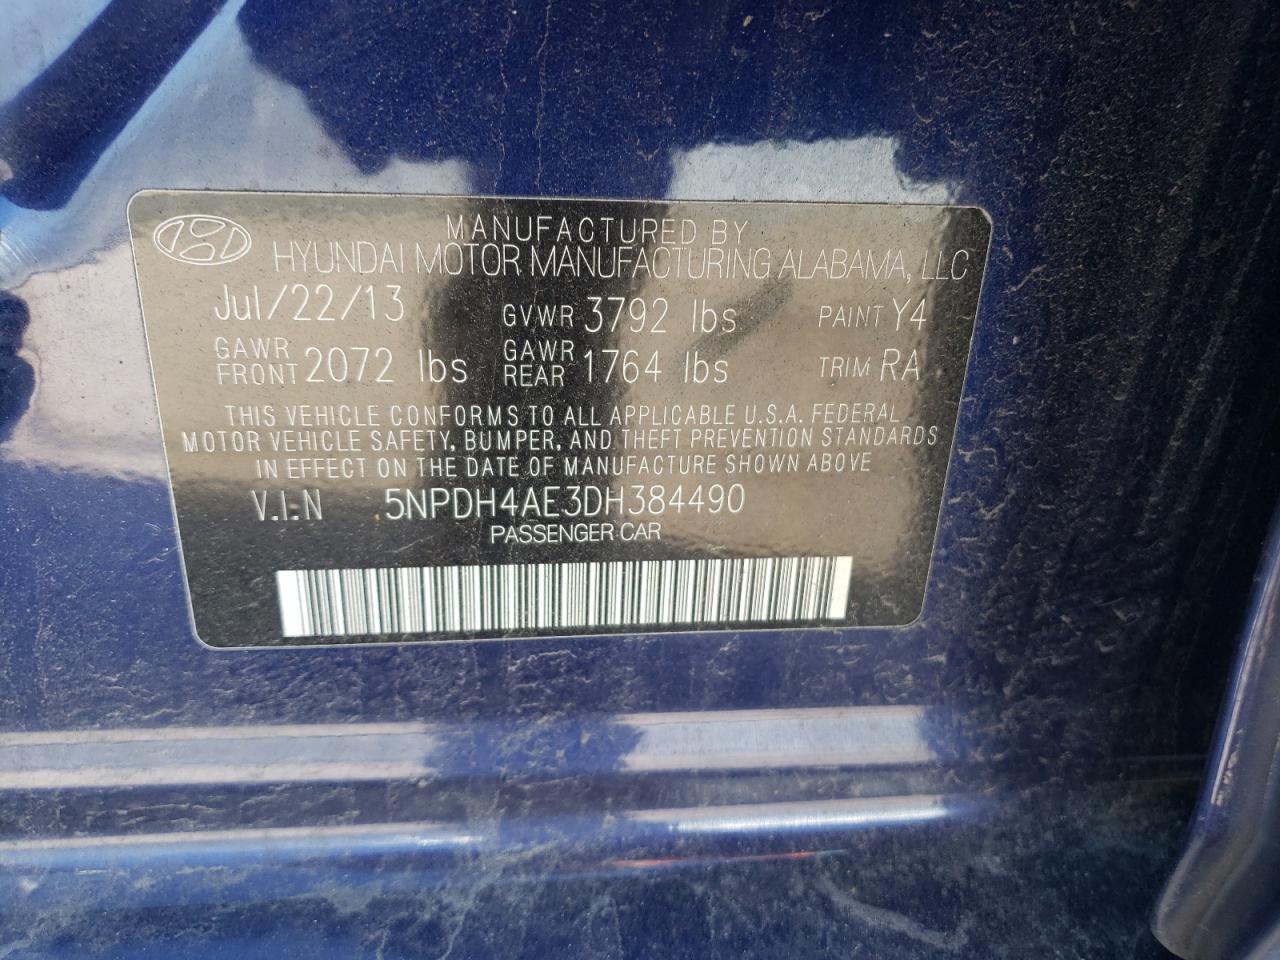 MANUFACTURED BY
HYUNDAI MOTOR MANUFACTURING ALABAMA, LLC
Jul/22/13 GVWR 3792 lbs PAINT Y4
GAWR FRONT 2072 lbs GAWR REAR 1764 lbs TRIM RA
THIS VEHICLE CONFORMS TO ALL APPLICABLE U.S.A. FEDERAL
MOTOR VEHICLE SAFETY, BUMPER, AND THEFT PREVENTION STANDARDS
IN EFFECT ON THE DATE OF MANUFACTURE SHOWN ABOVE
V.I.N 5NPDH4AE3DH384490
PASSENGER CAR